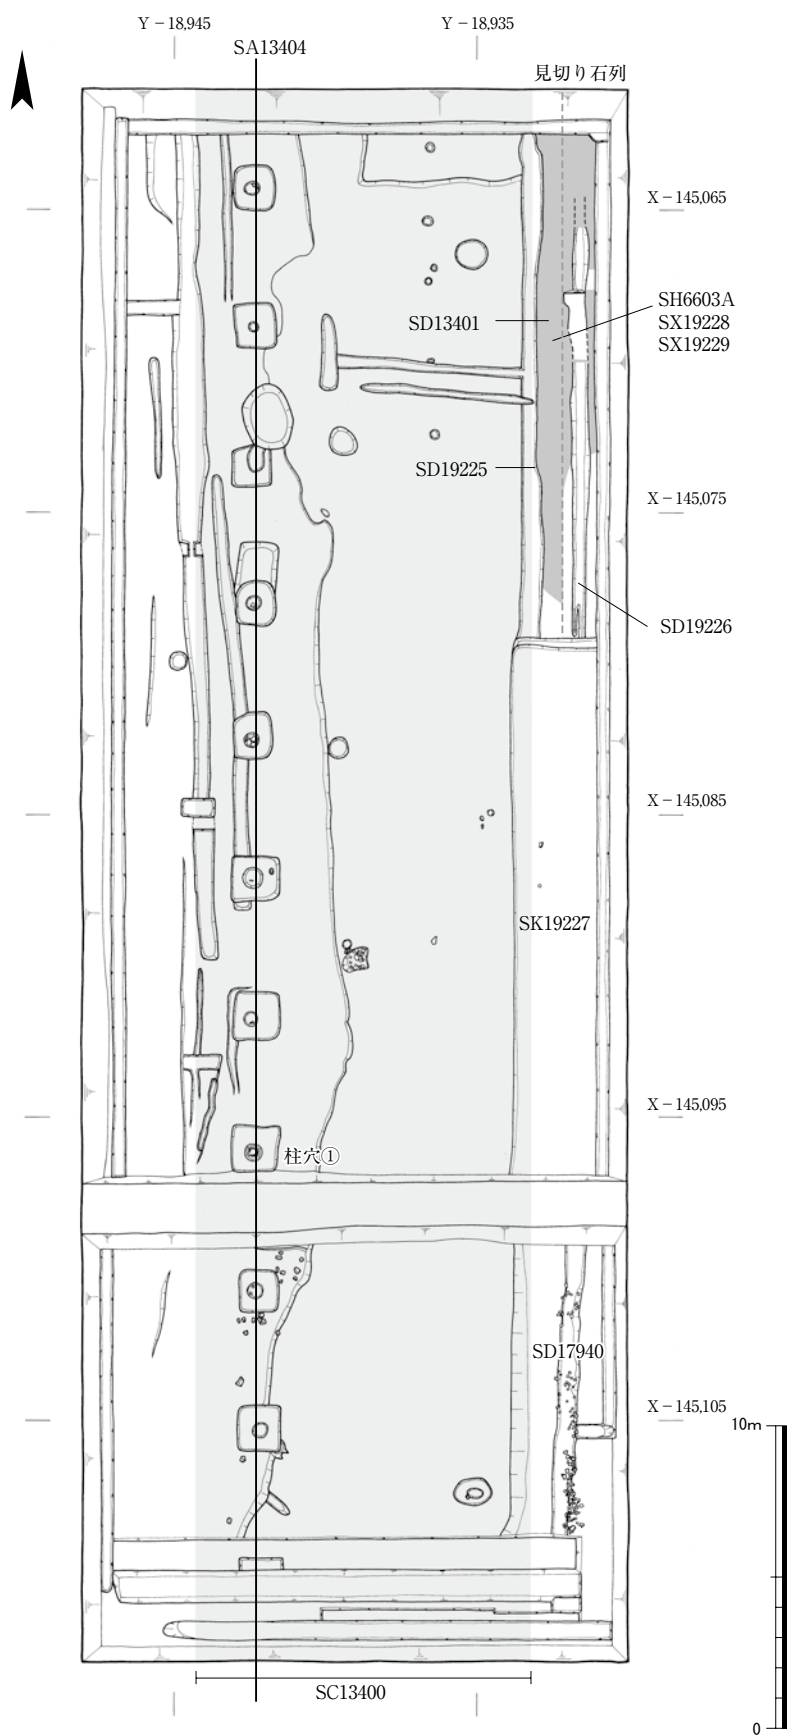 Y－18,945
Y－18,935
SA13404
見切り石列
X－145,065
SH6603A
SX19228
SX19229
SD13401
SD19225
X－145,075
SD19226
X－145,085
SK19227
X－145,095
柱穴①
SD17940
X－145,105
10m
SC13400
0